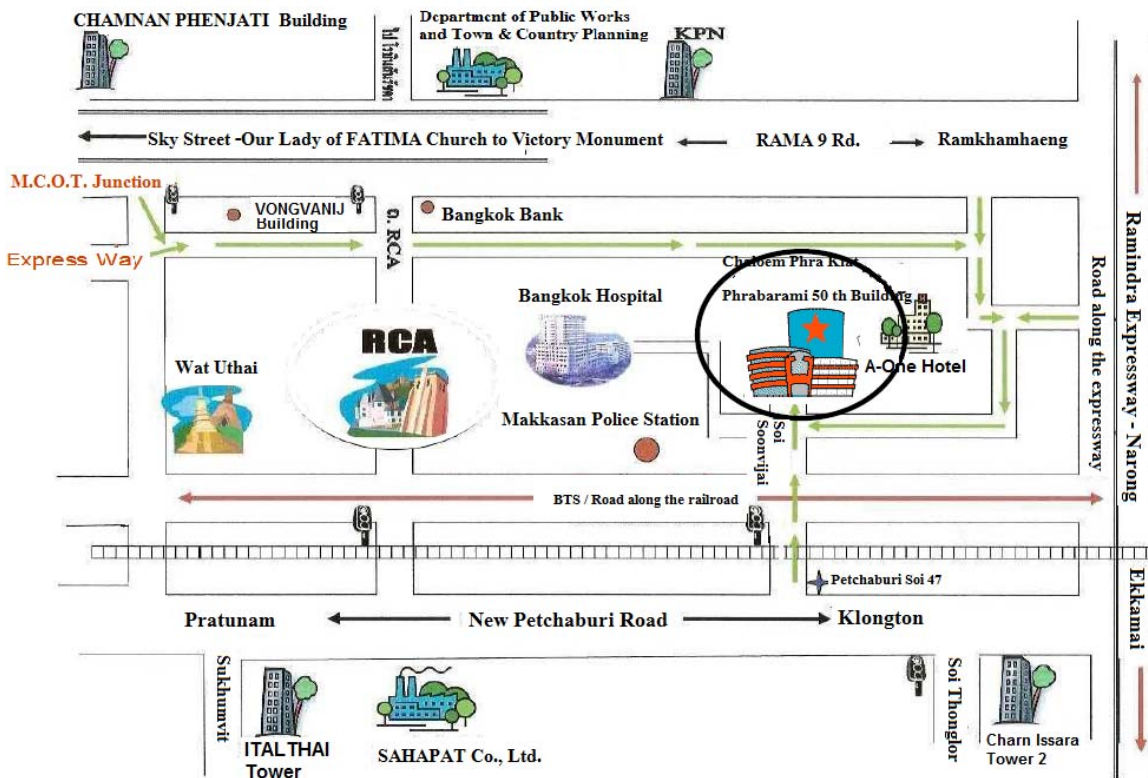 CHAMNAN PHENJATI Building
Department of Public Works
and Town & Country Planning
KPN
Sky Street -Our Lady of FATIMA Church to Victory Monument
RAMA 9 Rd.
Ramkhamhaeng
M.C.O.T. Junction
Express Way
VONGVANIJ
Building
ถ. RCA
Bangkok Bank
Chaloem Phra Kiat
Phrabarami 50 th Building
A-One Hotel
Bangkok Hospital
RCA
Wat Uthai
Makkasan Police Station
Soi
Soonvijai
Road along the expressway
Ramindra Expressway - Narong
BTS / Road along the railroad
Petchaburi Soi 47
Ekkamai
Pratunam
New Petchaburi Road
Klongton
Sukhumvit
ITALTHAI
Tower
SAHAPAT Co., Ltd.
Soi Thonglor
Charn Issara
Tower 2